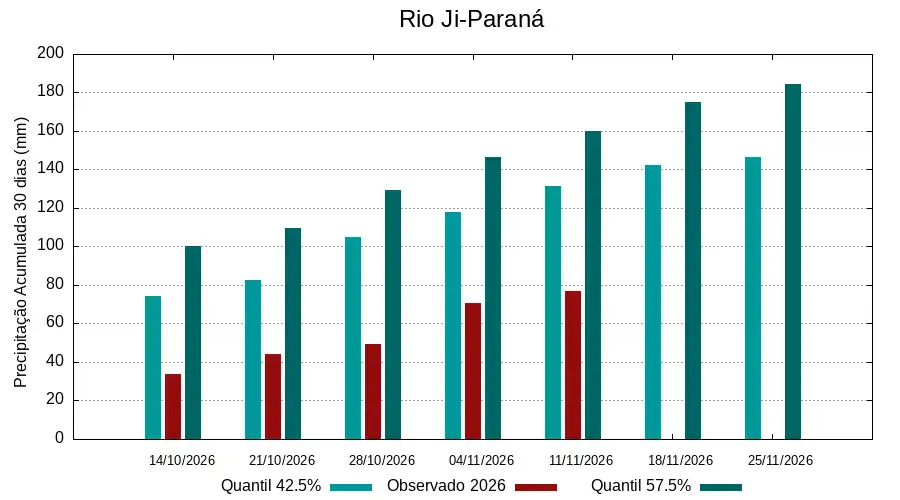 Rio Ji-Paraná
Precipitação Acumulada 30 dias (mm)
200
180
160
140
120
100
80
60
40
20
0
14/10/2026 21/10/2026 28/10/2026 04/11/2026 11/11/2026 18/11/2026 25/11/2026
Quantil 42.5% Observado 2026 Quantil 57.5%